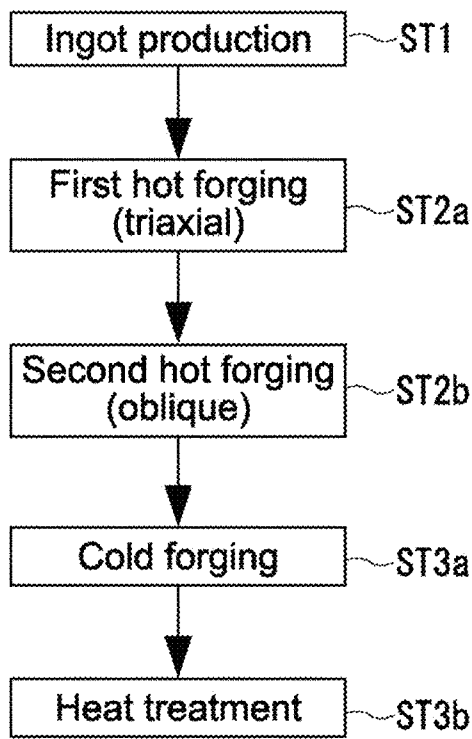 Ingot production
ST1
First hot forging
(triaxial)
ST2a
Second hot forging
(oblique)
ST2b
Cold forging
ST3a
Heat treatment
ST3b